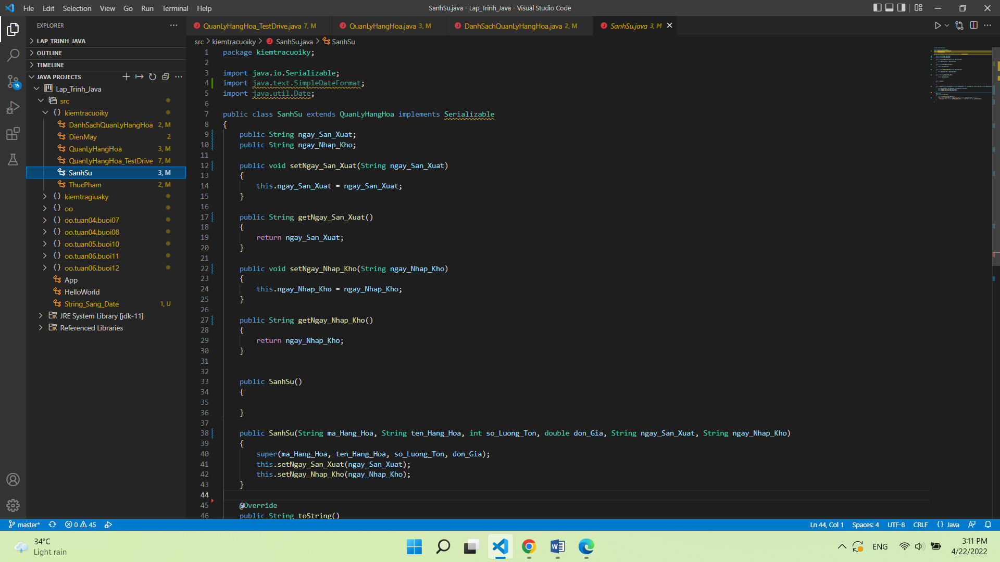 File Edit Selection View Go Run Terminal Help
SanhSu.java - Lap_Trinh_Java - Visual Studio Code
EXPLORER
LAP_TRINH_JAVA
OUTLINE
TIMELINE
JAVA PROJECTS
Lap_Trinh_Java
src
{} kiemtracuoiky
DanhSachQuanLyHangHoa 2, M
DienMay 2
QuanLyHangHoa 3, M
QuanLyHangHoa_TestDrive 7, M
SanhSu 3, M
ThucPham 2, M
{} kiemtragiuaky
{} oo
{} oo.tuan04.buoi07
{} oo.tuan04.buoi08
{} oo.tuan05.buoi10
{} oo.tuan06.buoi11
{} oo.tuan06.buoi12
App
HelloWorld
String_Sang_Date 1, U
JRE System Library [jdk-11]
Referenced Libraries
15
QuanLyHangHoa_TestDrive.java 7, M
QuanLyHangHoa.java 3, M
DanhSachQuanLyHangHoa.java 2, M
SanhSu.java 3, M
src > kiemtracuoiky > SanhSu.java > SanhSu
1 package kiemtracuoiky;
2
3 import java.io.Serializable;
4 import java.text.SimpleDateFormat;
5 import java.util.Date;
6
7 public class SanhSu extends QuanLyHangHoa implements Serializable
8 {
9 public String ngay_San_Xuat;
10 public String ngay_Nhap_Kho;
11
12 public void setNgay_San_Xuat(String ngay_San_Xuat)
13 {
14 this.ngay_San_Xuat = ngay_San_Xuat;
15 }
16
17 public String getNgay_San_Xuat()
18 {
19 return ngay_San_Xuat;
20 }
21
22 public void setNgay_Nhap_Kho(String ngay_Nhap_Kho)
23 {
24 this.ngay_Nhap_Kho = ngay_Nhap_Kho;
25 }
26
27 public String getNgay_Nhap_Kho()
28 {
29 return ngay_Nhap_Kho;
30 }
31
32
33 public SanhSu()
34 {
35
36 }
37
38 public SanhSu(String ma_Hang_Hoa, String ten_Hang_Hoa, int so_Luong_Ton, double don_Gia, String ngay_San_Xuat, String ngay_Nhap_Kho)
39 {
40 super(ma_Hang_Hoa, ten_Hang_Hoa, so_Luong_Ton, don_Gia);
41 this.setNgay_San_Xuat(ngay_San_Xuat);
42 this.setNgay_Nhap_Kho(ngay_Nhap_Kho);
43 }
44
45 @Override
46 public String toString()
master* 0 45
Ln 44, Col 1 Spaces: 4 UTF-8 CRLF {} Java
34°C
Light rain
ENG
3:11 PM
4/22/2022